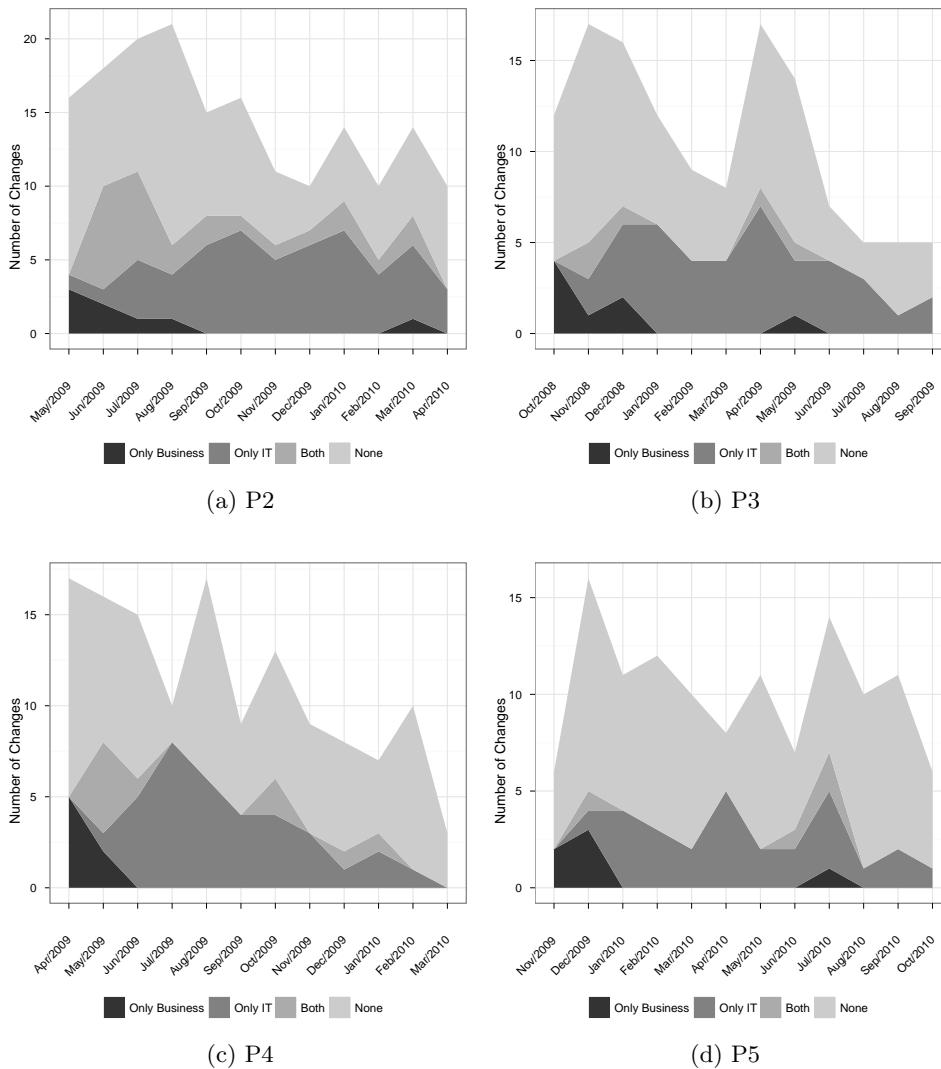 Number of Changes
20
15
10
5
0
May/2009
Jun/2009
Jul/2009
Aug/2009
Sep/2009
Oct/2009
Nov/2009
Dec/2009
Jan/2010
Feb/2010
Mar/2010
Apr/2010
Only Business Only IT Both None
(a) P2
Number of Changes
15
10
5
0
Oct/2008
Nov/2008
Dec/2008
Jan/2009
Feb/2009
Mar/2009
Apr/2009
May/2009
Jun/2009
Jul/2009
Aug/2009
Sep/2009
Only Business Only IT Both None
(b) P3
Number of Changes
15
10
5
0
Apr/2009
May/2009
Jun/2009
Jul/2009
Aug/2009
Sep/2009
Oct/2009
Nov/2009
Dec/2009
Jan/2010
Feb/2010
Mar/2010
Only Business Only IT Both None
(c) P4
Number of Changes
15
10
5
0
Nov/2009
Dec/2009
Jan/2010
Feb/2010
Mar/2010
Apr/2010
May/2010
Jun/2010
Jul/2010
Aug/2010
Sep/2010
Oct/2010
Only Business Only IT Both None
(d) P5